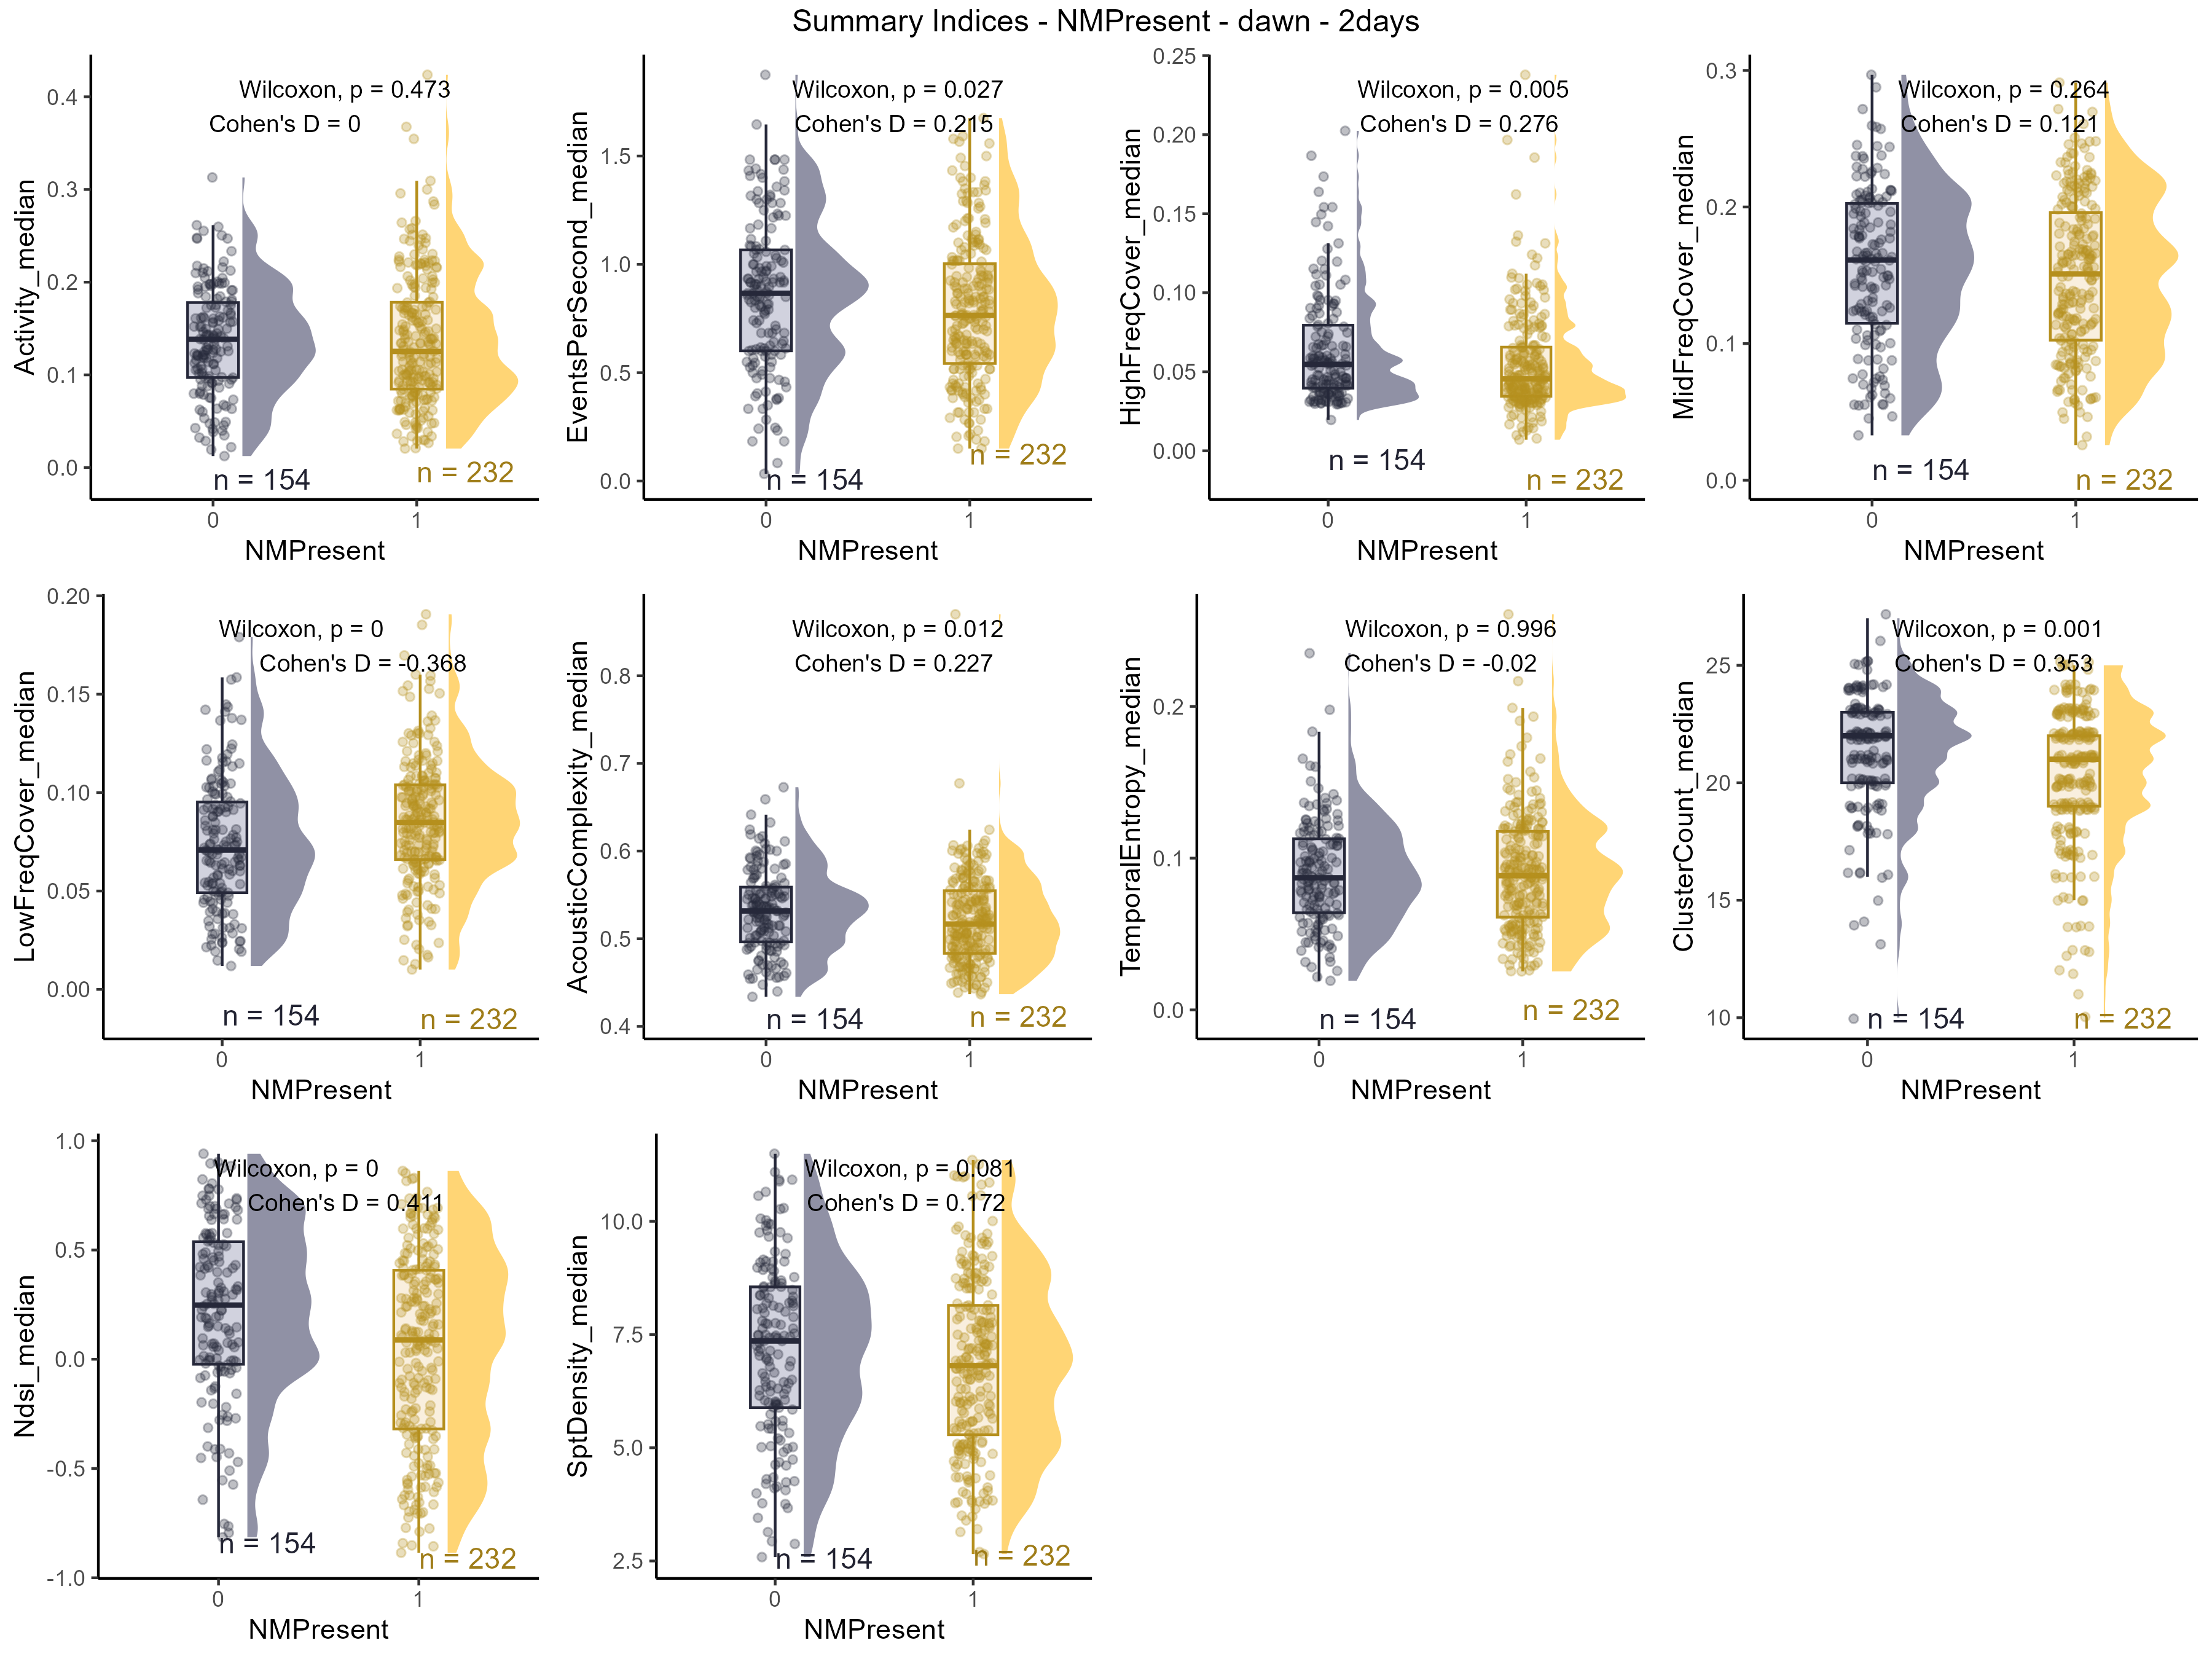 Summary Indices - NMPresent - dawn - 2days
Activity_median
0.4
0.3
0.2
0.1
0.0
Wilcoxon, p = 0.473
Cohen's D = 0
n = 154
n = 232
0
1
NMPresent
EventsPerSecond_median
1.5
1.0
0.5
0.0
Wilcoxon, p = 0.027
Cohen's D = 0.215
n = 154
n = 232
0
1
NMPresent
HighFreqCover_median
0.25
0.20
0.15
0.10
0.05
0.00
Wilcoxon, p = 0.005
Cohen's D = 0.276
n = 154
n = 232
0
1
NMPresent
MidFreqCover_median
0.3
0.2
0.1
0.0
Wilcoxon, p = 0.264
Cohen's D = 0.121
n = 154
n = 232
0
1
NMPresent
LowFreqCover_median
0.20
0.15
0.10
0.05
0.00
Wilcoxon, p = 0
Cohen's D = -0.368
n = 154
n = 232
0
1
NMPresent
AcousticComplexity_median
0.8
0.7
0.6
0.5
0.4
Wilcoxon, p = 0.012
Cohen's D = 0.227
n = 154
n = 232
0
1
NMPresent
TemporalEntropy_median
0.2
0.1
0.0
Wilcoxon, p = 0.996
Cohen's D = -0.02
n = 154
n = 232
0
1
NMPresent
ClusterCount_median
25
20
15
10
Wilcoxon, p = 0.001
Cohen's D = 0.353
n = 154
n = 232
0
1
NMPresent
Ndsi_median
1.0
0.5
0.0
-0.5
-1.0
Wilcoxon, p = 0
Cohen's D = 0.411
n = 154
n = 232
0
1
NMPresent
SptDensity_median
10.0
7.5
5.0
2.5
Wilcoxon, p = 0.081
Cohen's D = 0.172
n = 154
n = 232
0
1
NMPresent